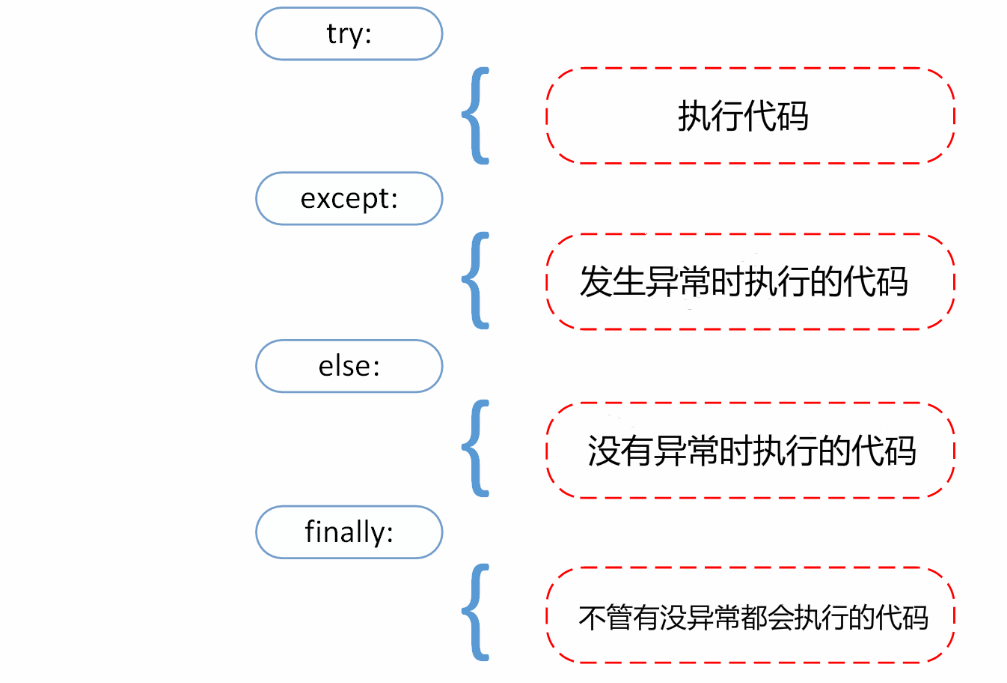 try:
执行代码
except:
发生异常时执行的代码
else:
没有异常时执行的代码
finally:
不管有没异常都会执行的代码